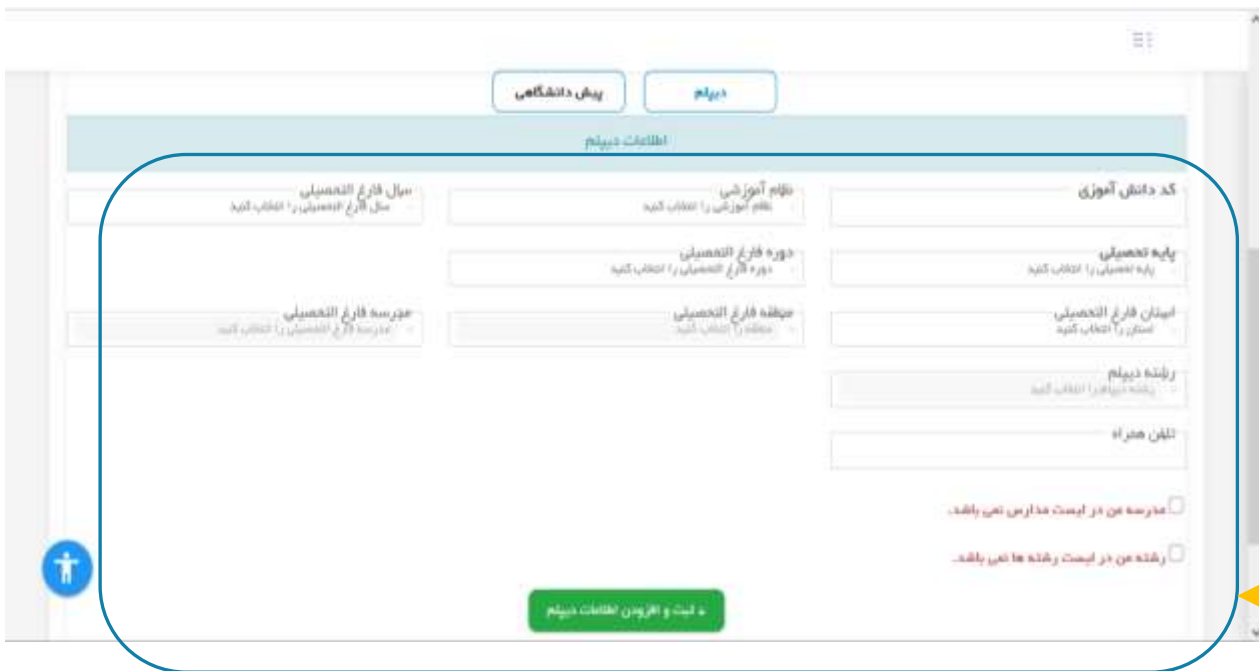 دیپلم
پیش دانشگاهی
اطلاعات دیپلم
کد دانش آموزی
نظام آموزشی
نظام آموزشی را انتخاب کنید
سال فارغ التحصیلی
سال فارغ التحصیلی را انتخاب کنید
پایه تحصیلی
پایه تحصیلی را انتخاب کنید
دوره فارغ التحصیلی
دوره فارغ التحصیلی را انتخاب کنید
استان فارغ التحصیلی
استان را انتخاب کنید
منطقه فارغ التحصیلی
منطقه را انتخاب کنید
مدرسه فارغ التحصیلی
مدرسه فارغ التحصیلی را انتخاب کنید
رشته دیپلم
رشته دیپلم را انتخاب کنید
تلفن همراه
مدرسه من در لیست مدارس نمی باشد.
رشته من در لیست رشته ها نمی باشد.
ثبت و افزودن اطلاعات دیپلم